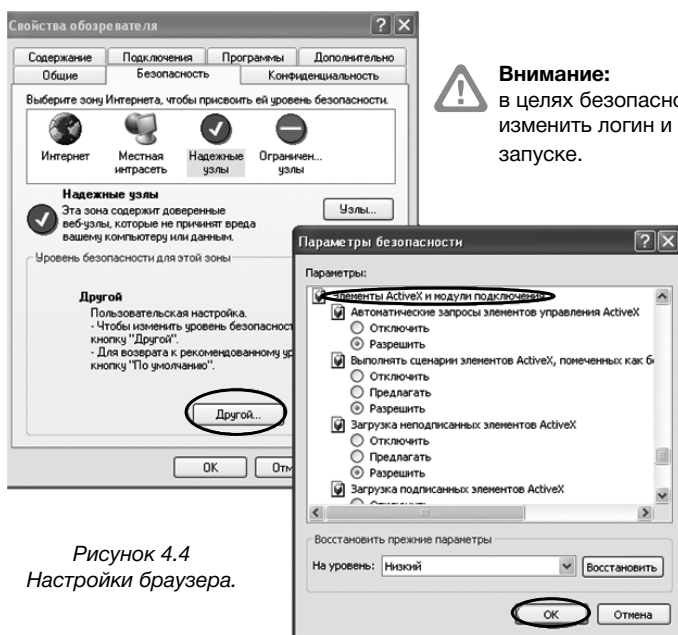 Свойства обозревателя
Содержание Подключения Программы Дополнительно
Общие Безопасность Конфиденциальность
Выберите зону Интернета, чтобы присвоить ей уровень безопасности.
Интернет Местная интрасеть Надежные узлы Ограничен... узлы
Надежные узлы
Эта зона содержит доверенные
веб-узлы, которые не причинят вреда
вашему компьютеру или данным.
Узлы...
Уровень безопасности для этой зоны
Другой
Пользовательская настройка.
- Чтобы изменить уровень безопасност
кнопку "Другой".
- Для возврата к рекомендованному ур
кнопку "По умолчанию".
Другой...
OK Отм
Внимание:
в целях безопасно
изменить логин и
запуске.
Параметры безопасности
Параметры:
Элементы ActiveX и модули подключения
Автоматические запросы элементов управления ActiveX
Отключить
Разрешить
Выполнять сценарии элементов ActiveX, помеченных как б
Отключить
Предлагать
Разрешить
Загрузка неподписанных элементов ActiveX
Отключить
Предлагать
Разрешить
Загрузка подписанных элементов ActiveX
Восстановить прежние параметры
На уровень: Низкий Восстановить
OK Отмена
Рисунок 4.4
Настройки браузера.